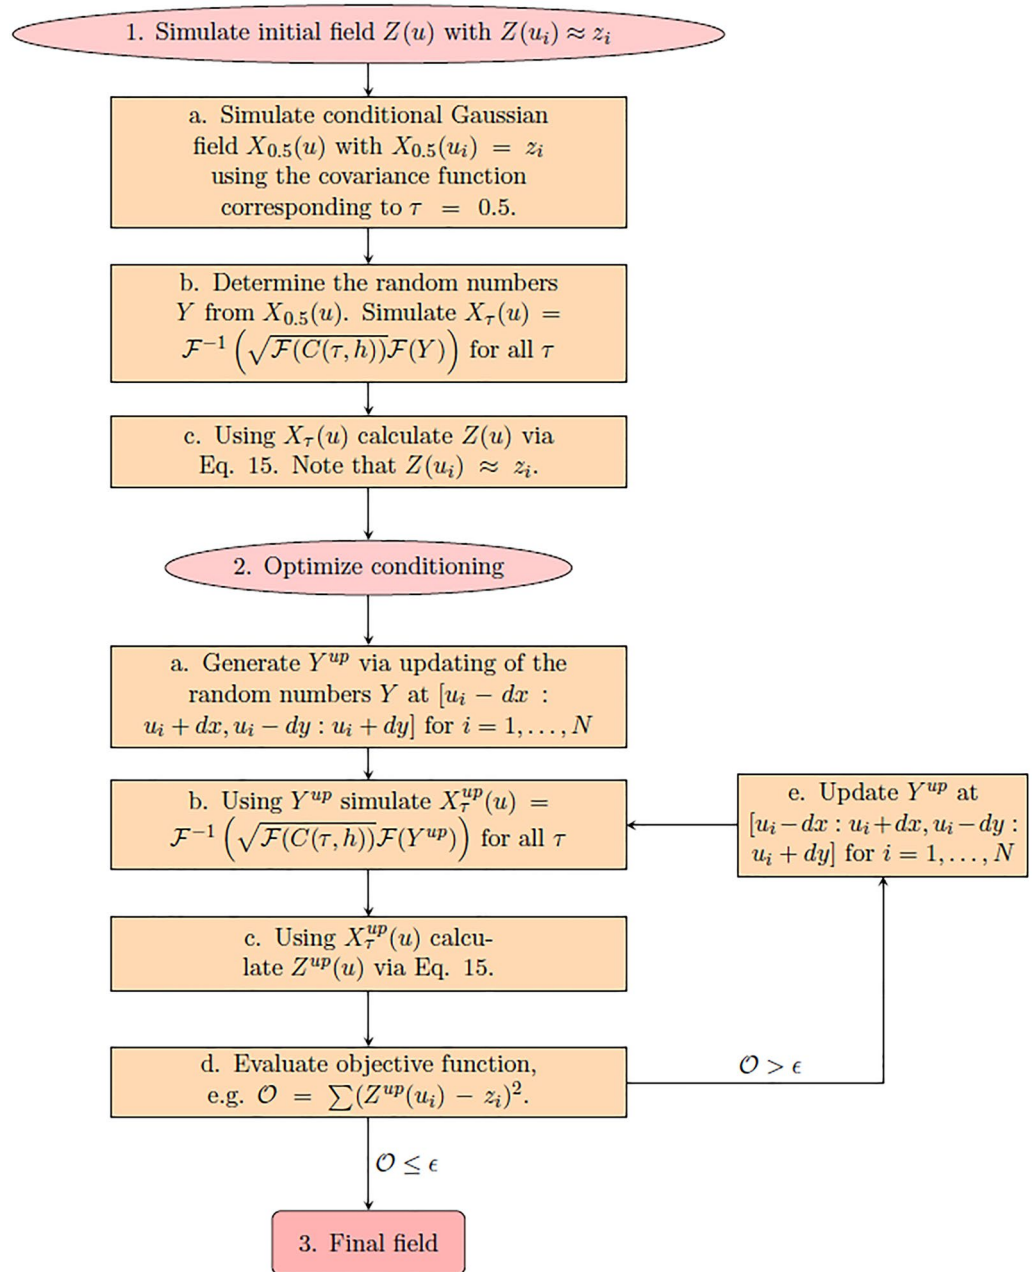 1. Simulate initial field Z(u) with Z(u_i) ≈ z_i
a. Simulate conditional Gaussian
field X_{0.5}(u) with X_{0.5}(u_i) = z_i
using the covariance function
corresponding to τ = 0.5.
b. Determine the random numbers
Y from X_{0.5}(u). Simulate X_τ(u) =
ℱ^{-1}(√(ℱ(C(τ, h)))ℱ(Y)) for all τ
c. Using X_τ(u) calculate Z(u) via
Eq. 15. Note that Z(u_i) ≈ z_i.
2. Optimize conditioning
a. Generate Y^{up} via updating of the
random numbers Y at [u_i − dx :
u_i + dx, u_i − dy : u_i + dy] for i = 1, . . . , N
b. Using Y^{up} simulate X_τ^{up}(u) =
ℱ^{-1}(√(ℱ(C(τ, h)))ℱ(Y^{up})) for all τ
e. Update Y^{up} at
[u_i − dx : u_i + dx, u_i − dy :
u_i + dy] for i = 1, . . . , N
c. Using X_τ^{up}(u) calcu-
late Z^{up}(u) via Eq. 15.
d. Evaluate objective function,
e.g. 𝒪 = ∑(Z^{up}(u_i) − z_i)^2.
𝒪 > ϵ
𝒪 ≤ ϵ
3. Final field